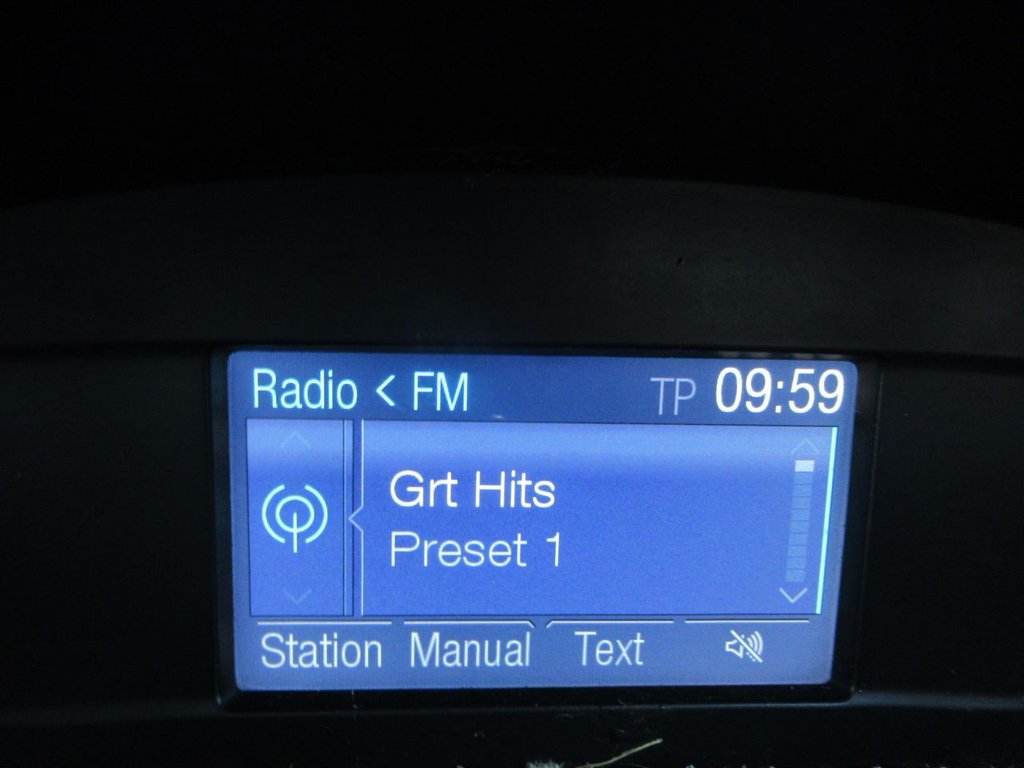 Radio < FM TP 09:59
Grt Hits
Preset 1
Station Manual Text